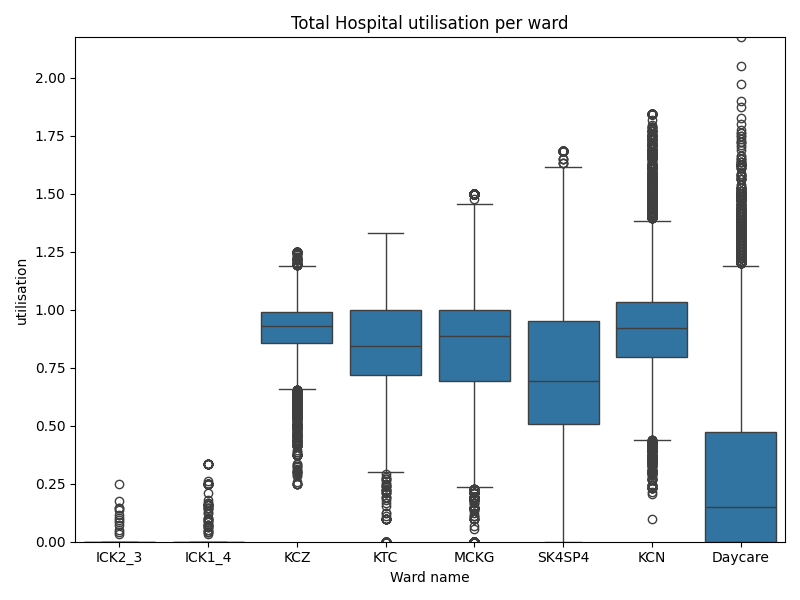 Total Hospital utilisation per ward
utilisation
2.00
1.75
1.50
1.25
1.00
0.75
0.50
0.25
0.00
ICK2_3 ICK1_4 KCZ KTC MCKG SK4SP4 KCN Daycare
Ward name